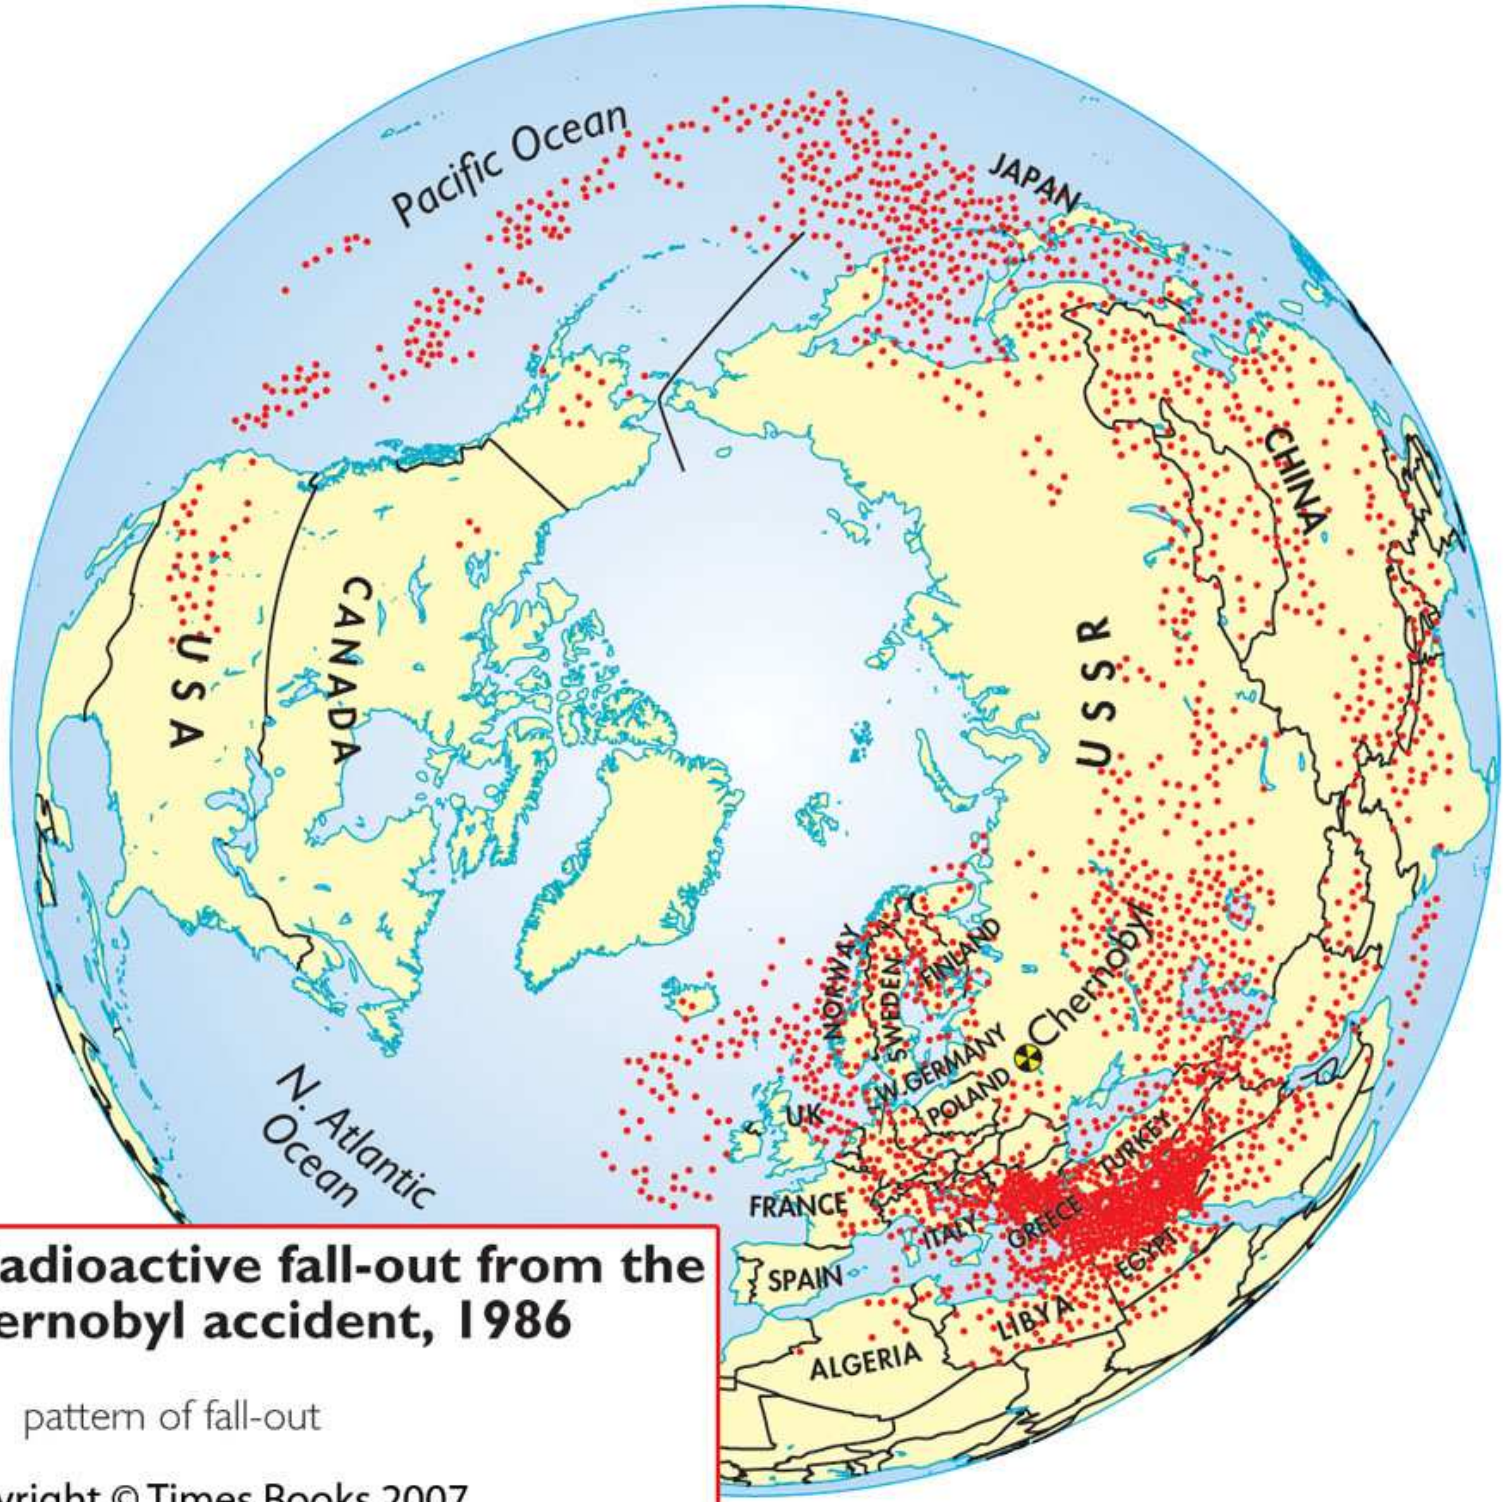 Pacific Ocean
JAPAN
CHINA
CANADA
USA
USSR
NORWAY
SWEDEN
FINLAND
Chernobyl
W.GERMANY
POLAND
UK
N. Atlantic
Ocean
TURKEY
FRANCE
ITALY
GREECE
EGYPT
SPAIN
LIBYA
ALGERIA
adioactive fall-out from the
ernobyl accident, 1986
pattern of fall-out
yright © Times Books 2007